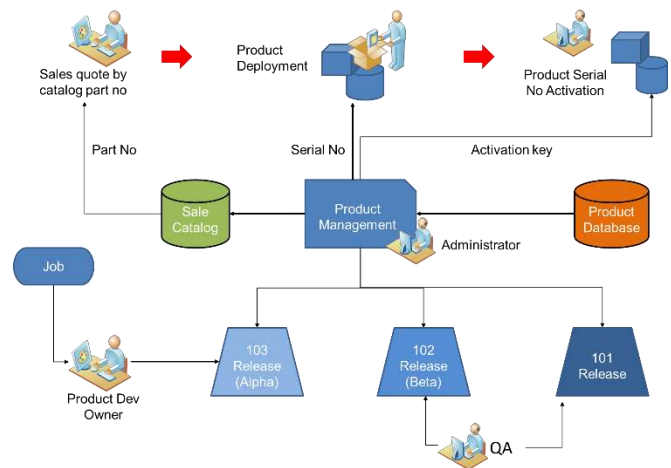 Sales quote by
catalog part no
Product
Deployment
Product Serial
No Activation
Part No
Serial No
Activation key
Sale
Catalog
Product
Management
Administrator
Product
Database
Job
Product Dev
Owner
103
Release
(Alpha)
102
Release
(Beta)
101
Release
QA